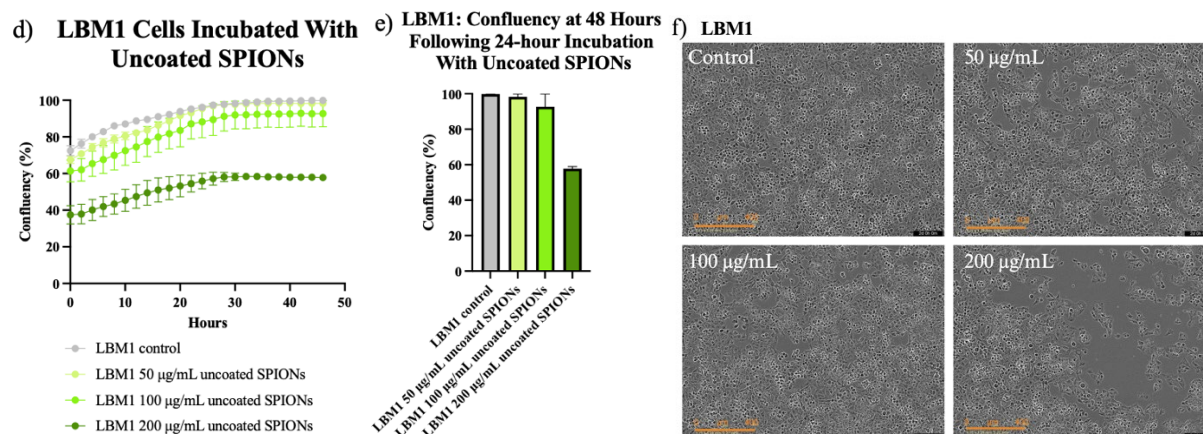 d) LBM1 Cells Incubated With
Uncoated SPIONs
Confluency (%)
100
80
60
40
20
0
0 10 20 30 40 50
Hours
LBM1 control
LBM1 50 μg/mL uncoated SPIONs
LBM1 100 μg/mL uncoated SPIONs
LBM1 200 μg/mL uncoated SPIONs
e) LBM1: Confluency at 48 Hours
Following 24-hour Incubation
With Uncoated SPIONs
Confluency (%)
100
80
60
40
20
0
LBM1 control
LBM1 50 μg/mL uncoated SPIONs
LBM1 100 μg/mL uncoated SPIONs
LBM1 200 μg/mL uncoated SPIONs
f) LBM1
Control
50 μg/mL
100 μg/mL
200 μg/mL